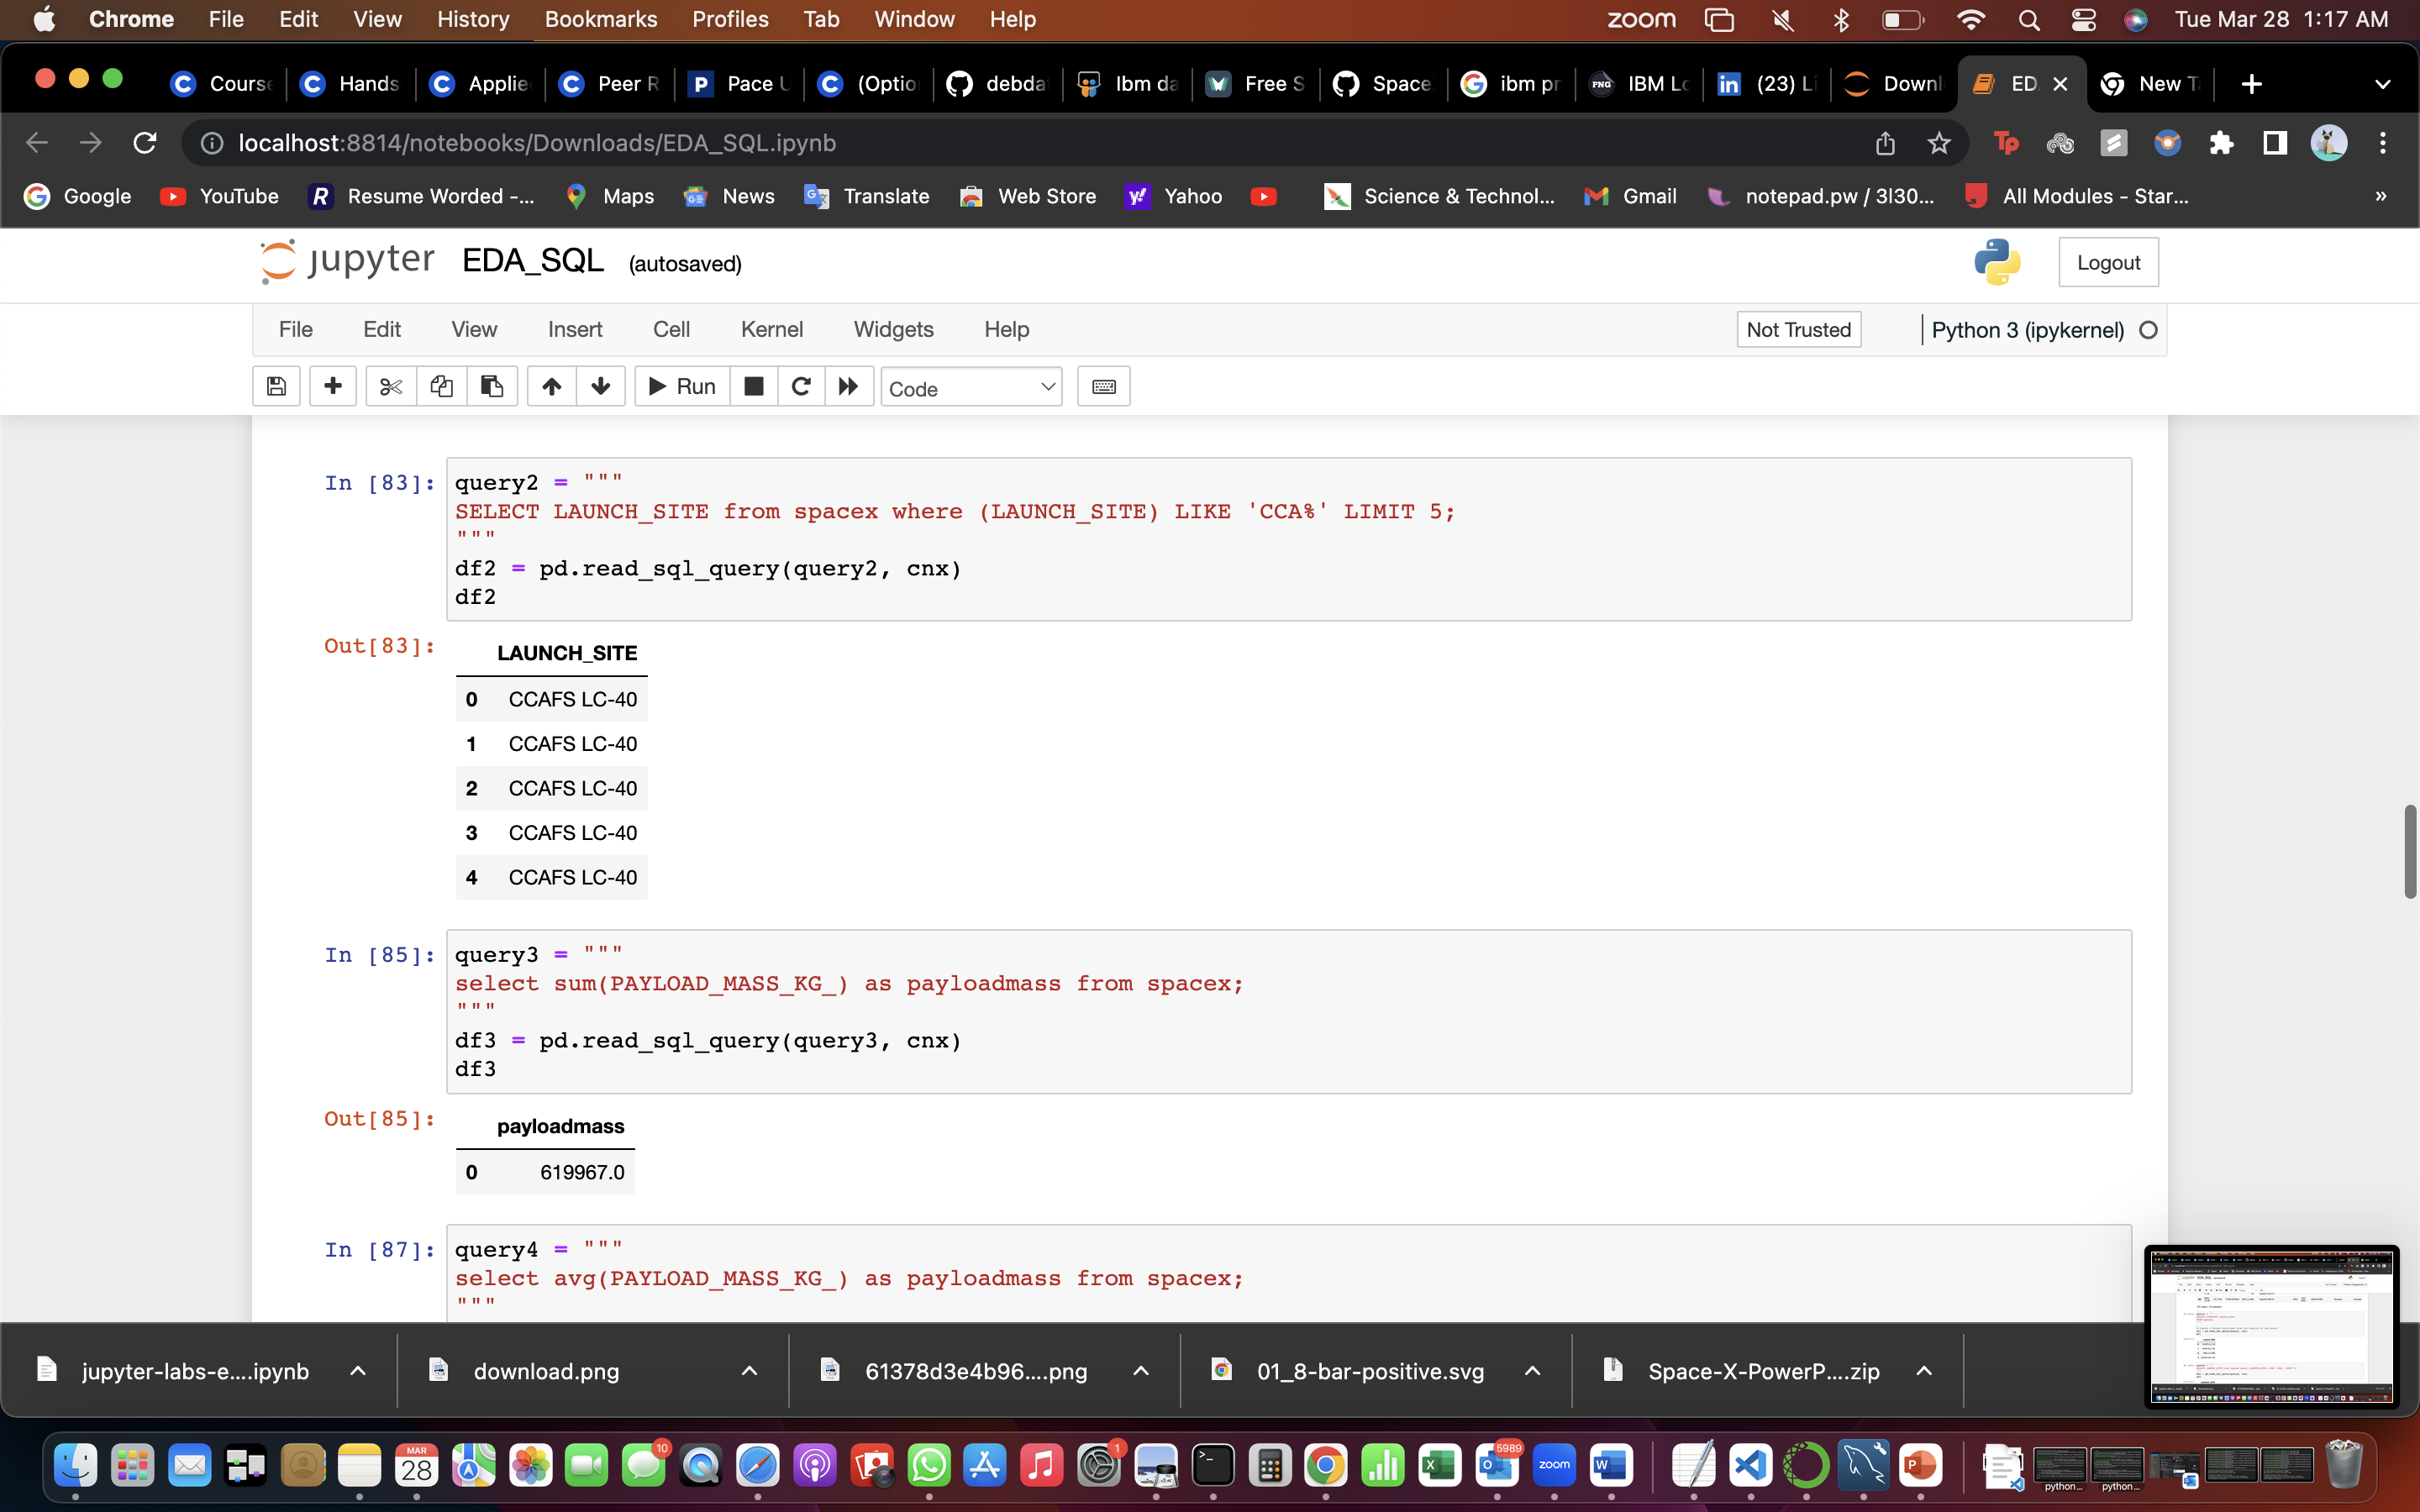 Chrome File Edit View History Bookmarks Profiles Tab Window Help zoom Tue Mar 28 1:17 AM
Course Hands Applie Peer R Pace U (Optio debda Ibm da Free S Space ibm pr IBM Lo (23) Li Downl ED New T
localhost:8814/notebooks/Downloads/EDA_SQL.ipynb
Google YouTube Resume Worded -... Maps News Translate Web Store Yahoo Science & Technol... Gmail notepad.pw / 3l30... All Modules - Star... »
jupyter EDA_SQL (autosaved) Logout
File Edit View Insert Cell Kernel Widgets Help Not Trusted Python 3 (ipykernel)
Run Code
In [83]: query2 = """
SELECT LAUNCH_SITE from spacex where (LAUNCH_SITE) LIKE 'CCA%' LIMIT 5;
"""
df2 = pd.read_sql_query(query2, cnx)
df2
Out[83]:
LAUNCH_SITE
0 CCAFS LC-40
1 CCAFS LC-40
2 CCAFS LC-40
3 CCAFS LC-40
4 CCAFS LC-40
In [85]: query3 = """
select sum(PAYLOAD_MASS_KG_) as payloadmass from spacex;
"""
df3 = pd.read_sql_query(query3, cnx)
df3
Out[85]:
payloadmass
0 619967.0
In [87]: query4 = """
select avg(PAYLOAD_MASS_KG_) as payloadmass from spacex;
"""
jupyter-labs-e....ipynb download.png 61378d3e4b96....png 01_8-bar-positive.svg Space-X-PowerP....zip
MAR 28 10 1 5989 zoom python... python...